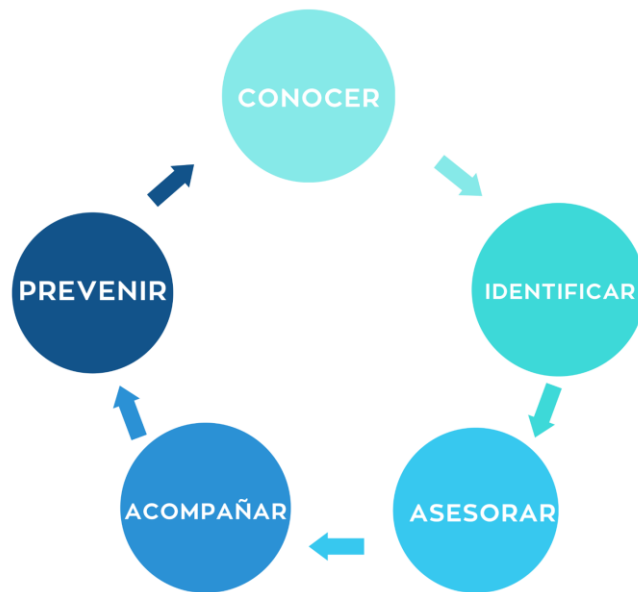 CONOCER
IDENTIFICAR
ASESORAR
ACOMPAÑAR
PREVENIR